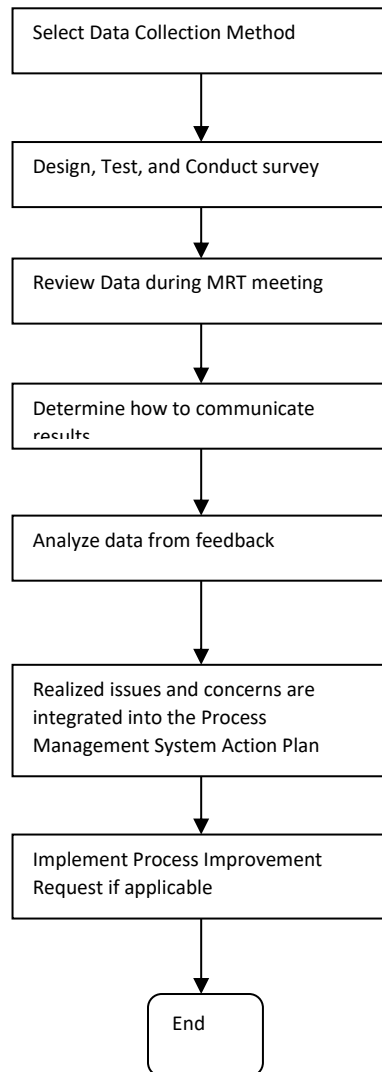 Select Data Collection Method
Design, Test, and Conduct survey
Review Data during MRT meeting
Determine how to communicate
results
Analyze data from feedback
Realized issues and concerns are
integrated into the Process
Management System Action Plan
Implement Process Improvement
Request if applicable
End